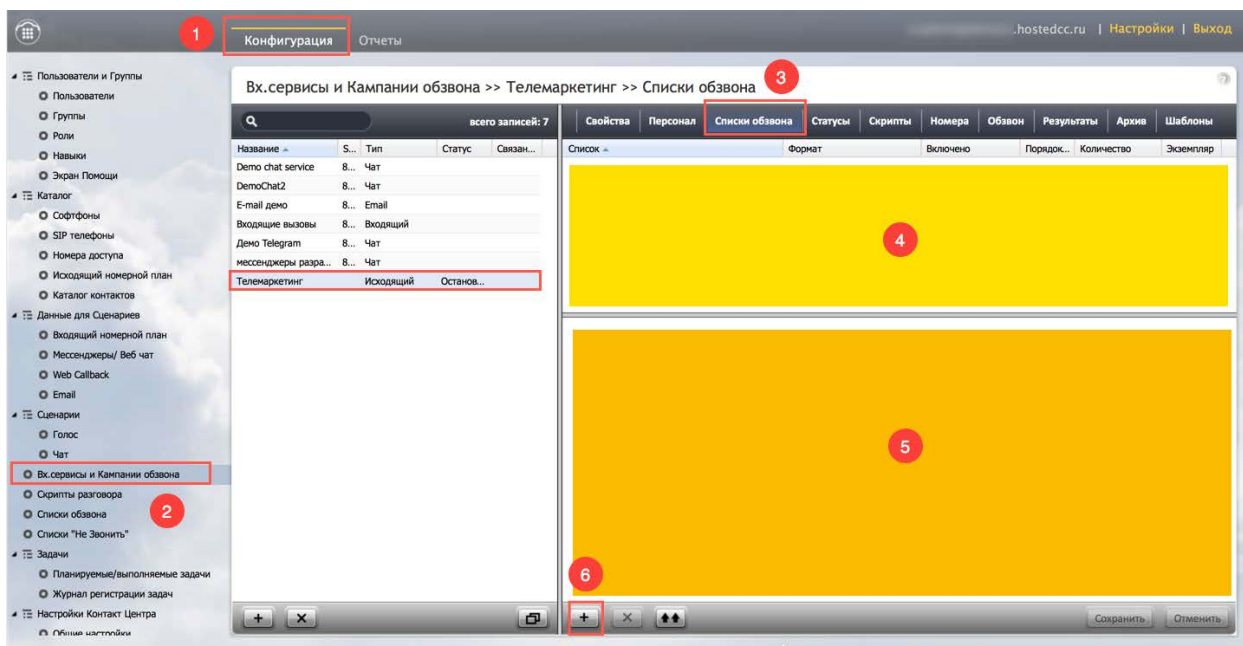 1
Конфигурация
Отчеты
.hostedcc.ru | Настройки | Выход
Пользователи и Группы
Пользователи
Группы
Роли
Навыки
Экран Помощи
Каталог
Софтфоны
SIP телефоны
Номера доступа
Исходящий номерной план
Каталог контактов
Данные для Сценариев
Входящий номерной план
Мессенджеры/ Веб чат
Web Callback
Email
Сценарии
Голос
Чат
Вх.сервисы и Кампании обзвона
Скрипты разговора
Списки обзвона
2
Списки "Не Звонить"
Задачи
Планируемые/выполняемые задачи
Журнал регистрации задач
Настройки Контакт Центра
Общие настройки
Вх.сервисы и Кампании обзвона >> Телемаркетинг >> Списки обзвона
3
?
всего записей: 7
Название S... Тип Статус Связан...
Demo chat service 8... Чат
DemoChat2 8... Чат
E-mail демо 8... Email
Входящие вызовы 8... Входящий
Демо Telegram 8... Чат
мессенджеры разра... 8... Чат
Телемаркетинг Исходящий Останов...
Свойства Персонал Списки обзвона Статусы Скрипты Номера Обзвон Результаты Архив Шаблоны
Список Формат Включено Порядок... Количество Экземпляр
4
5
6
Сохранить Отменить